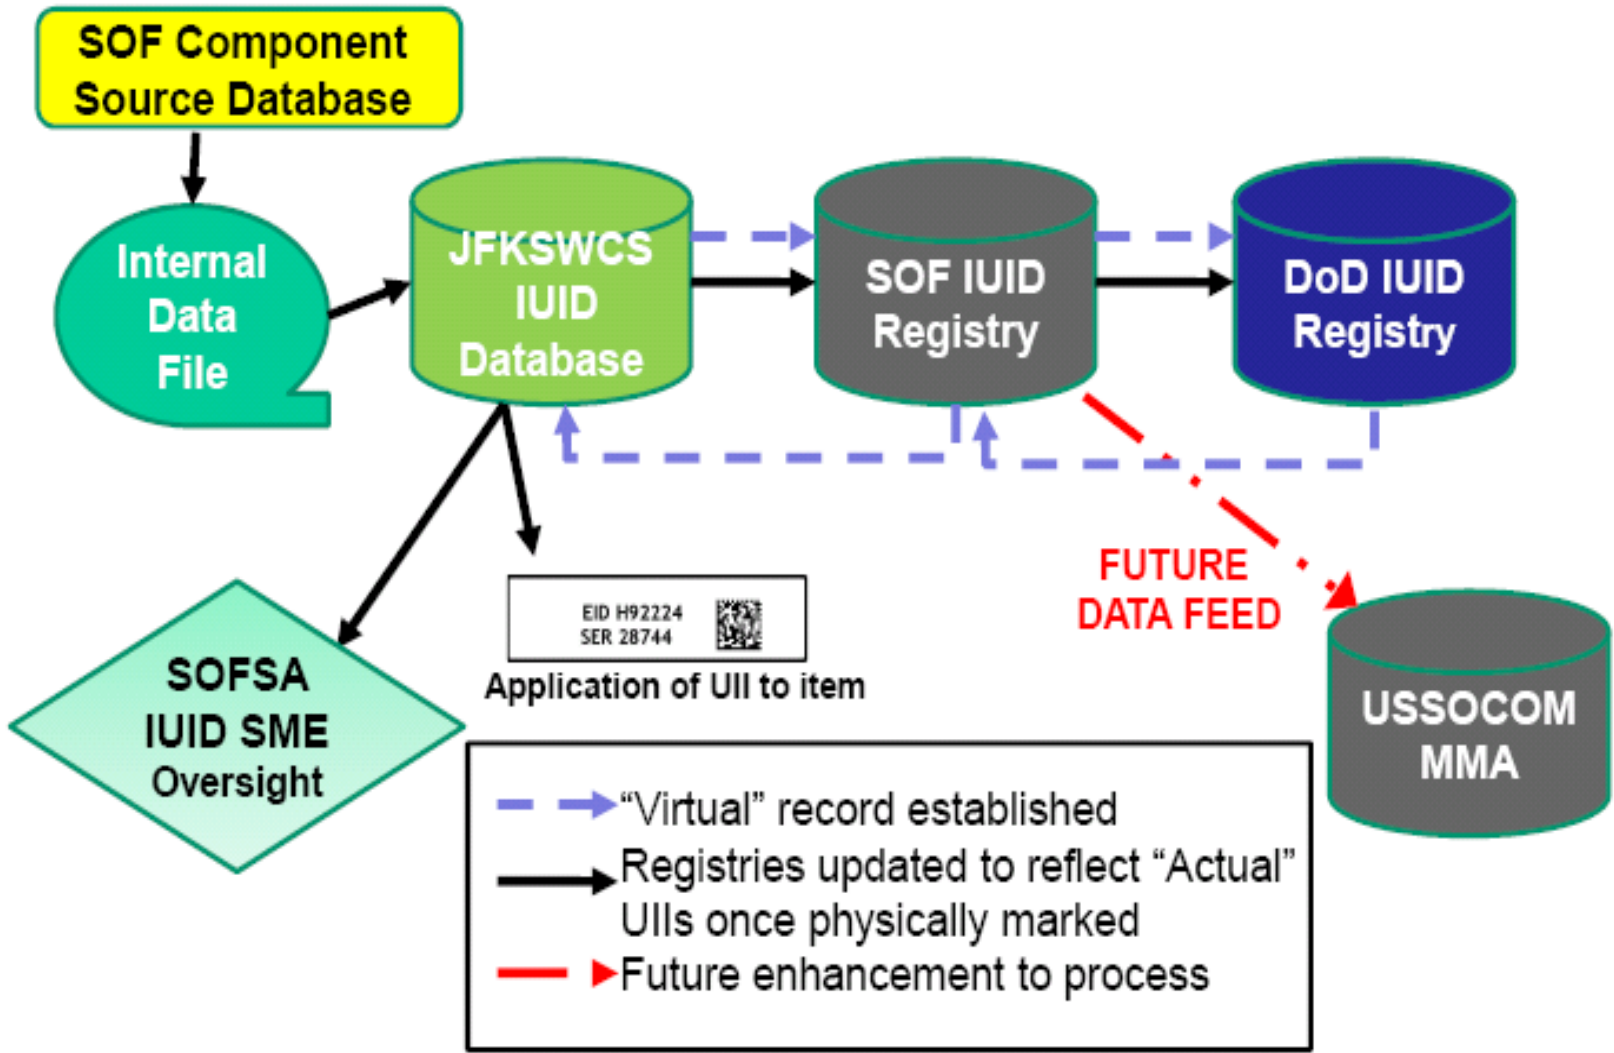 SOF Component
Source Database
Internal
Data
File
JFKSWCS
IUID
Database
SOF IUID
Registry
DoD IUID
Registry
FUTURE
DATA FEED
EID H92224
SER 28744
Application of UII to item
SOFSA
IUID SME
Oversight
USSOCOM
MMA
“Virtual” record established
Registries updated to reflect “Actual”
UIIs once physically marked
Future enhancement to process